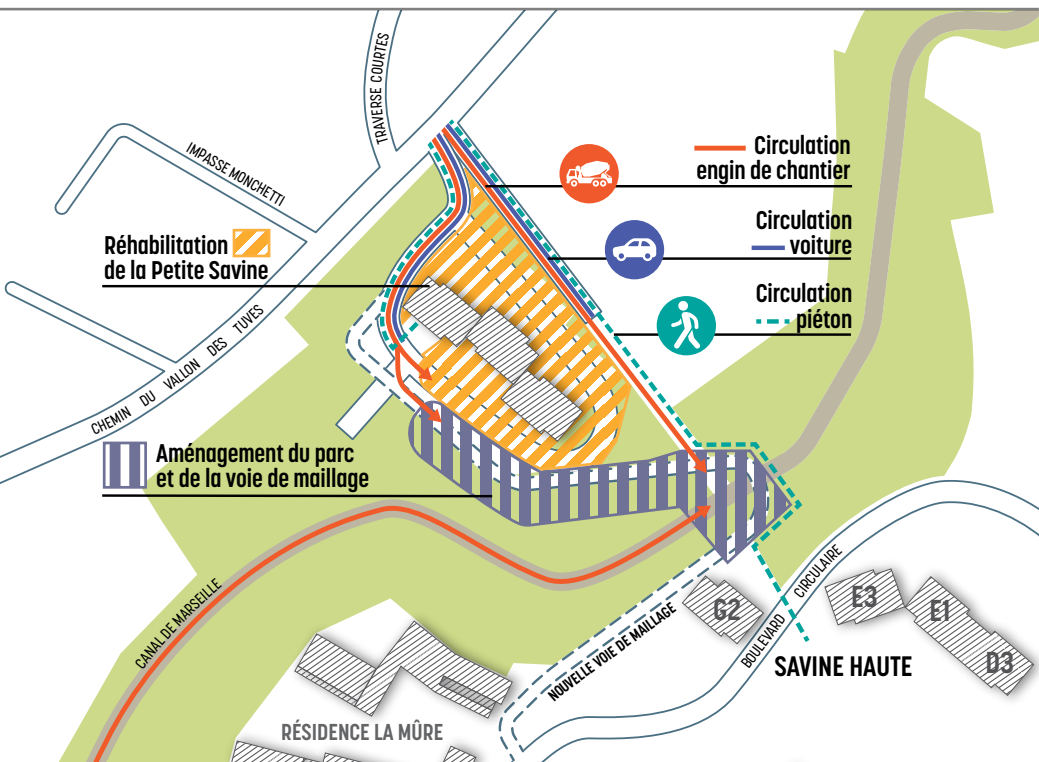 TRAVERSE COURTES
IMPASSE MONCHETTI
Circulation
engin de chantier
Circulation
voiture
Circulation
piéton
Réhabilitation
de la Petite Savine
CHEMIN DU VALLON DES TUVES
Aménagement du parc
et de la voie de maillage
CANAL DE MARSEILLE
NOUVELLE VOIE DE MAILLAGE
BOULEVARD CIRCULAIRE
G2
E3
E1
D3
SAVINE HAUTE
RÉSIDENCE LA MÛRE